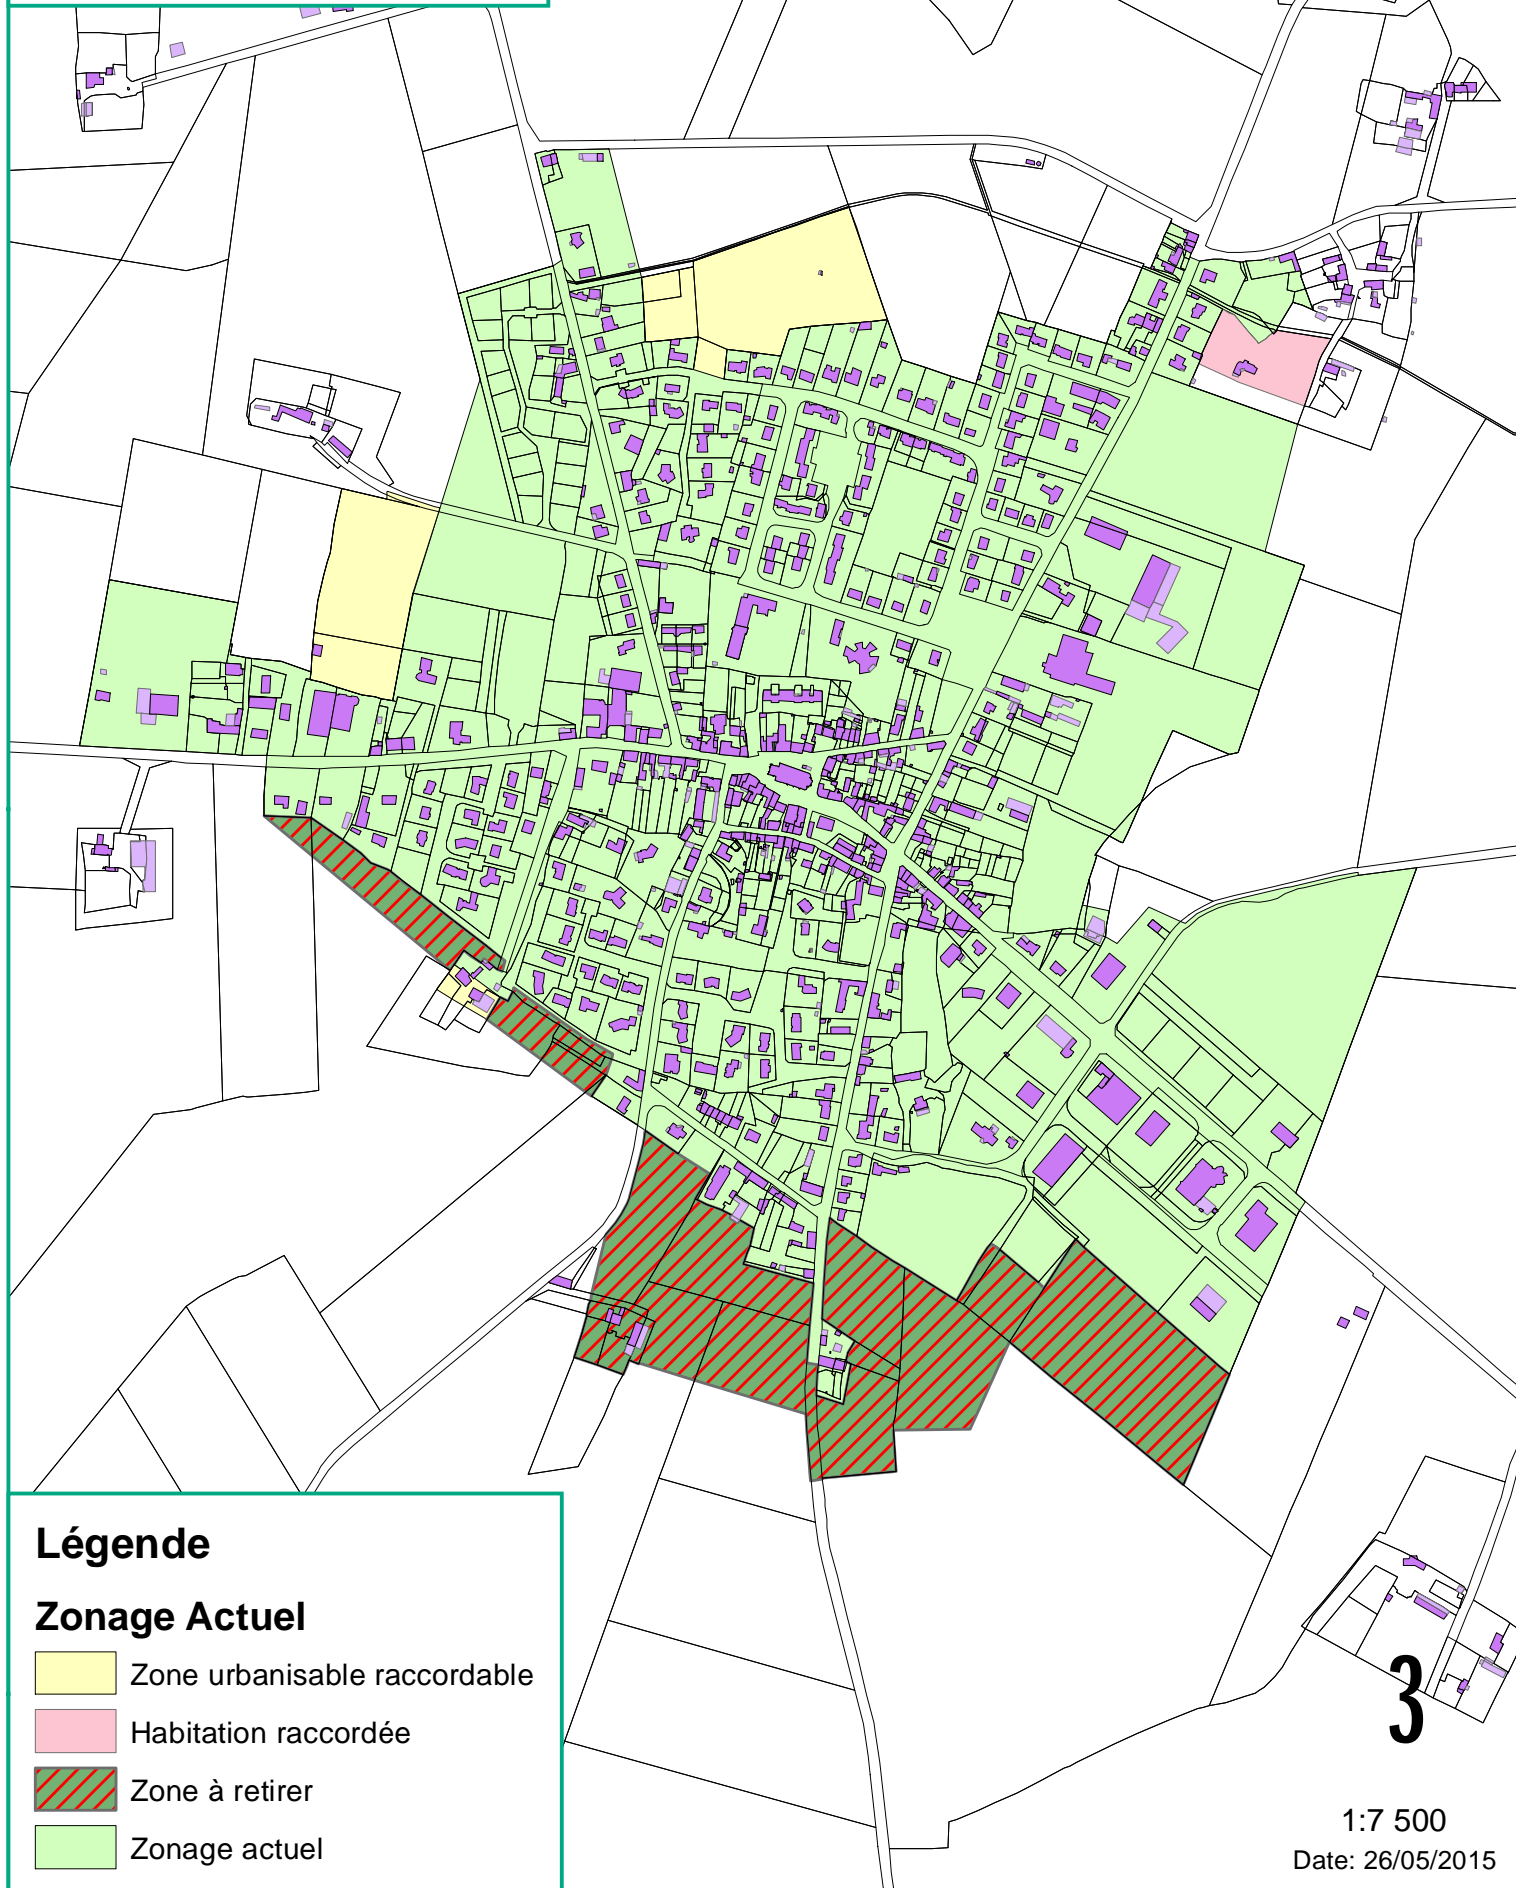 Légende
Zonage Actuel
Zone urbanisable raccordable
Habitation raccordée
Zone à retirer
Zonage actuel
3
1:7 500
Date: 26/05/2015